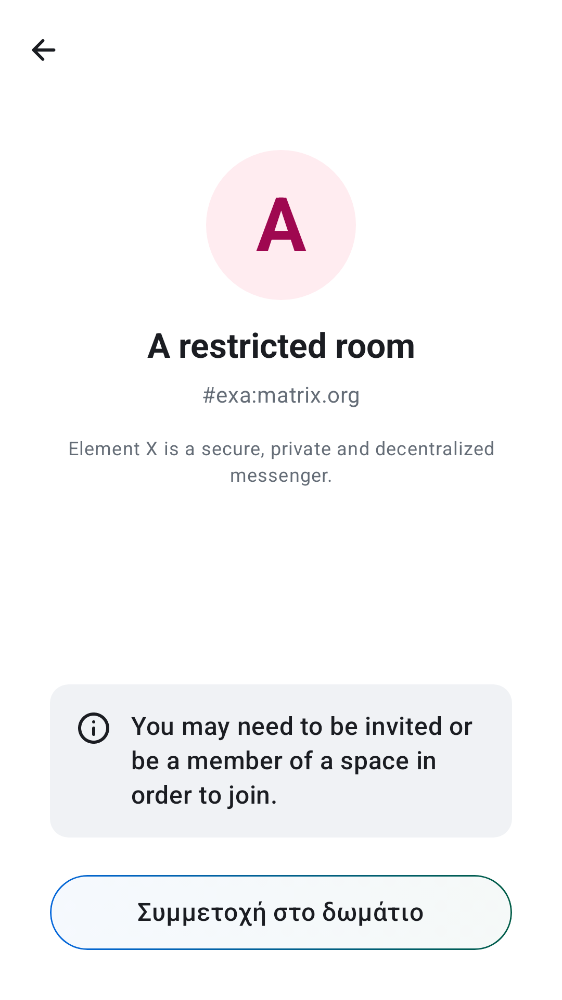 A
A restricted room
#exa:matrix.org
Element X is a secure, private and decentralized
messenger.
You may need to be invited or
be a member of a space in
order to join.
Συμμετοχή στο δωμάτιο